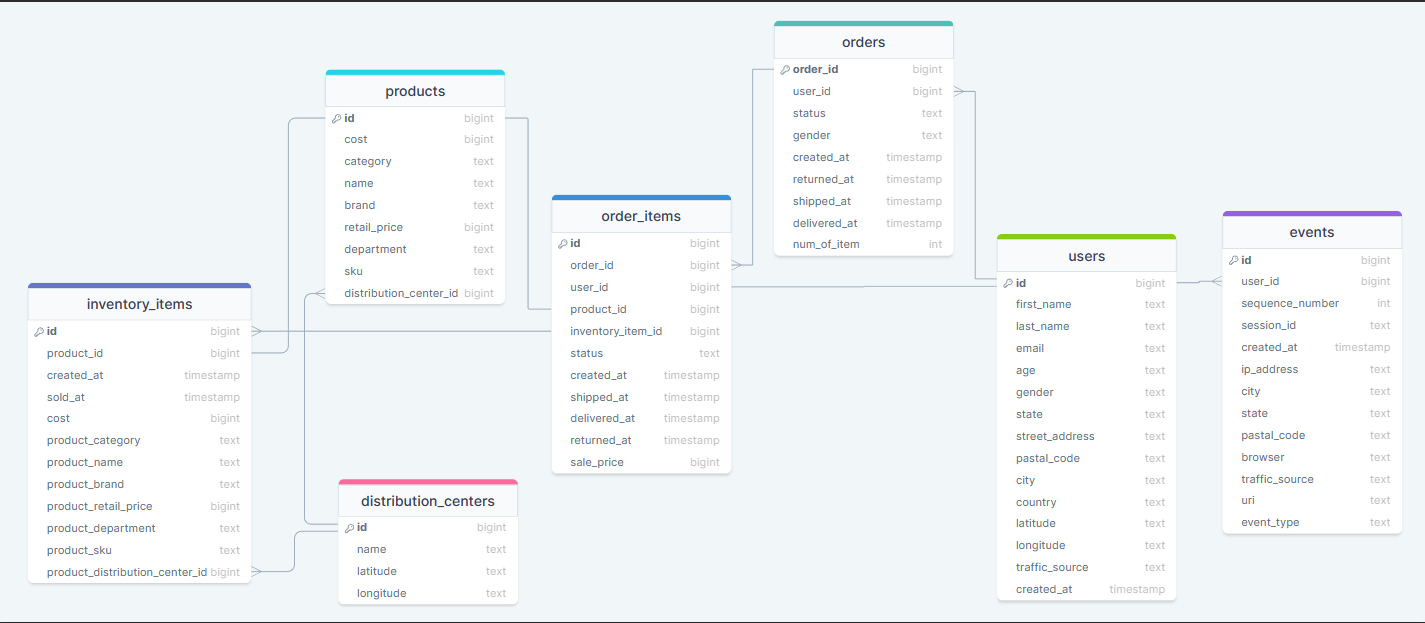 orders
order_id bigint
user_id bigint
status text
gender text
created_at timestamp
returned_at timestamp
shipped_at timestamp
delivered_at timestamp
num_of_item int
products
id bigint
cost bigint
category text
name text
brand text
retail_price bigint
department text
sku text
distribution_center_id bigint
order_items
id bigint
order_id bigint
user_id bigint
product_id bigint
inventory_item_id bigint
status text
created_at timestamp
shipped_at timestamp
delivered_at timestamp
returned_at timestamp
sale_price bigint
users
id bigint
first_name text
last_name text
email text
age text
gender text
state text
street_address text
pastal_code text
city text
country text
latitude text
longitude text
traffic_source text
created_at timestamp
events
id bigint
user_id bigint
sequence_number int
session_id text
created_at timestamp
ip_address text
city text
state text
pastal_code text
browser text
traffic_source text
uri text
event_type text
inventory_items
id bigint
product_id bigint
created_at timestamp
sold_at timestamp
cost bigint
product_category text
product_name text
product_brand text
product_retail_price bigint
product_department text
product_sku text
product_distribution_center_id bigint
distribution_centers
id bigint
name text
latitude text
longitude text